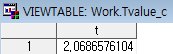 VIEWTABLE: Work.Tvalue_c
t
1 2,0686576104